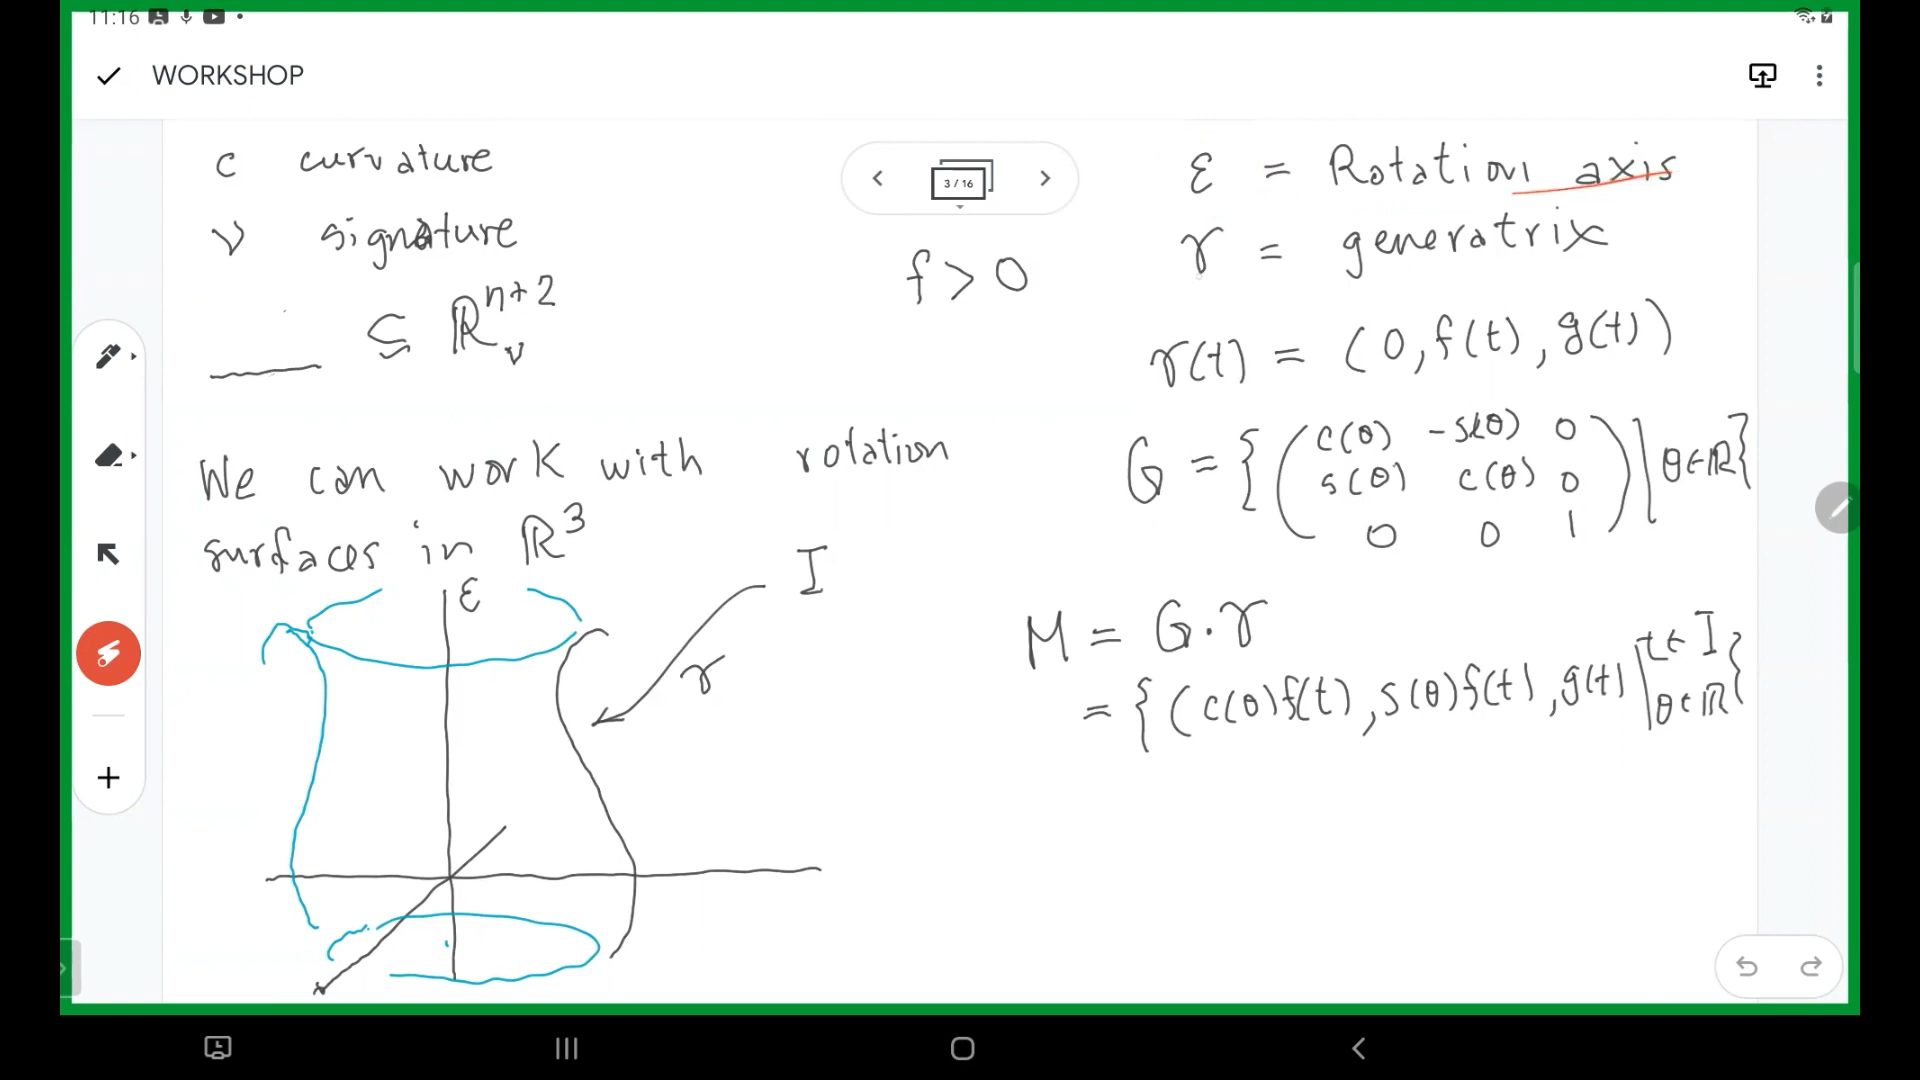 11:16
WORKSHOP
c curvature
ν signature
⊆ ℝ^{n+2}_ν
3 / 16
f > 0
We can work with rotation
surfaces in ℝ³
ε
I
γ
ε = Rotation axis
γ = generatrix
γ(t) = (0, f(t), g(t))
G = { ( c(θ) -s(θ) 0
s(θ) c(θ) 0
0 0 1 ) | θ∈ℝ }
M = G·γ
= { (c(θ)f(t), s(θ)f(t), g(t) | t∈I
θ∈ℝ }